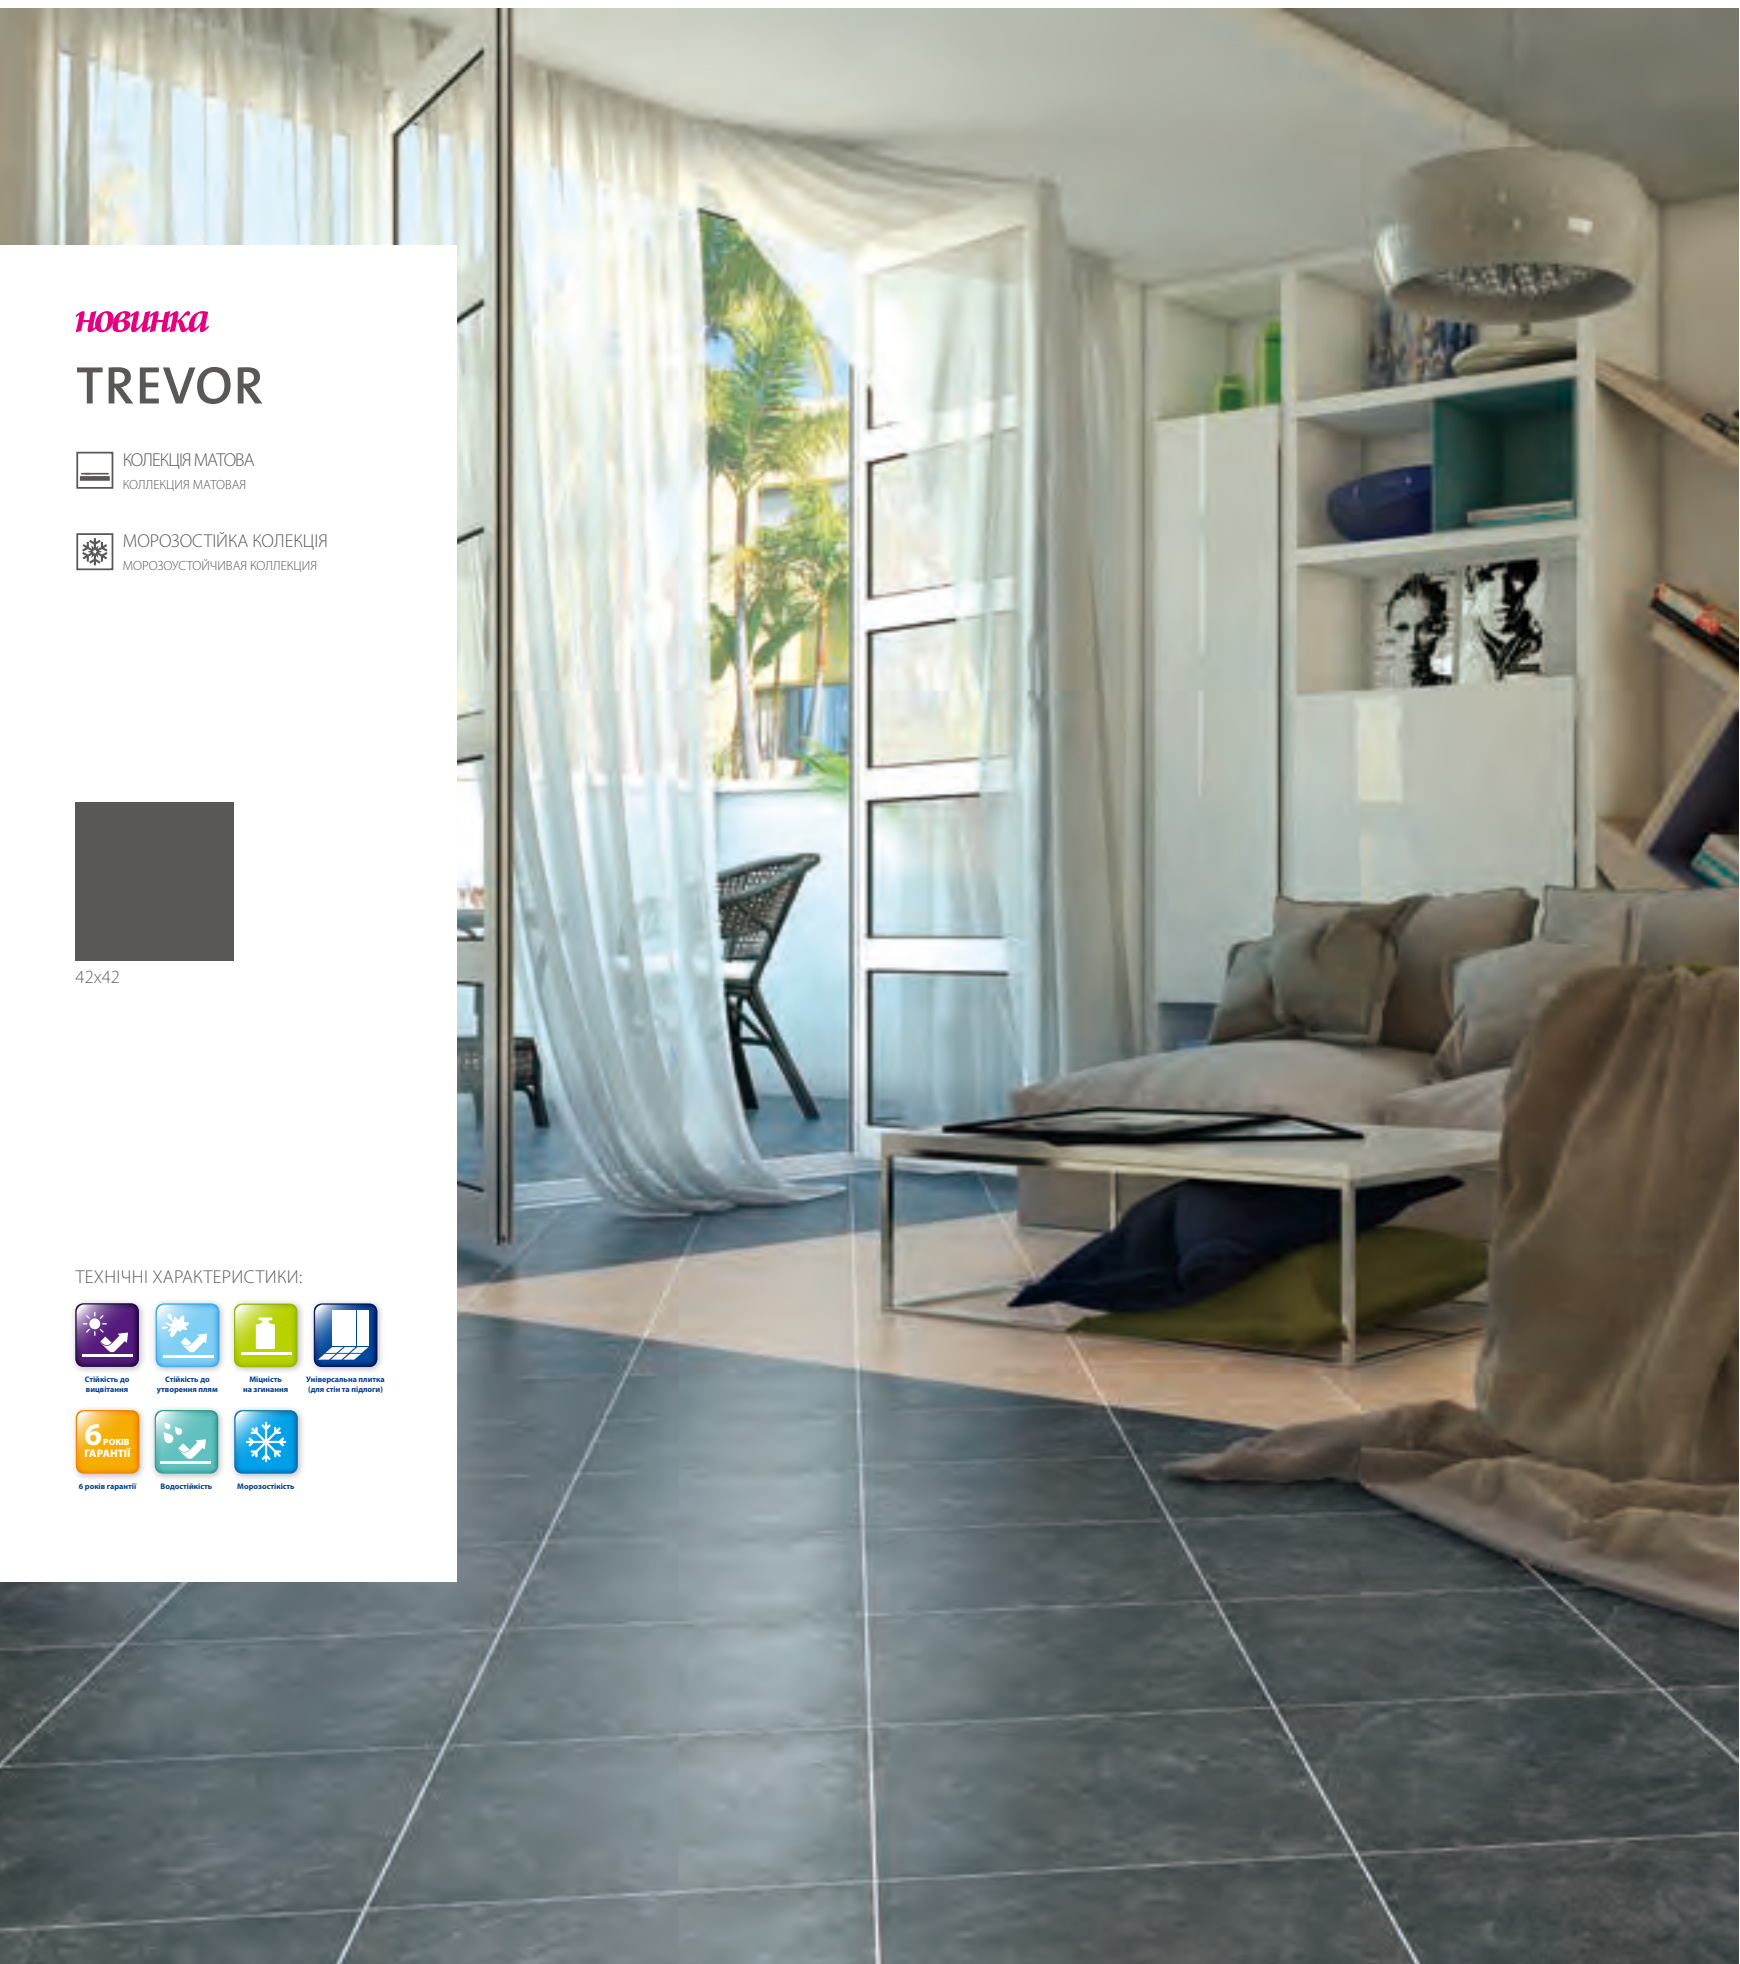 новинка
TREVOR
КОЛЕКЦІЯ МАТОВА
КОЛЛЕКЦИЯ МАТОВАЯ
МОРОЗОСТІЙКА КОЛЕКЦІЯ
МОРОЗОУСТОЙЧИВАЯ КОЛЛЕКЦИЯ
42x42
ТЕХНІЧНІ ХАРАКТЕРИСТИКИ:
Стійкість до
вицвітання
Стійкість до
утворення плям
Міцність
на згинання
Універсальна плитка
(для стін та підлоги)
6 РОКІВ
ГАРАНТІЇ
6 років гарантії
Водостійкість
Морозостікість